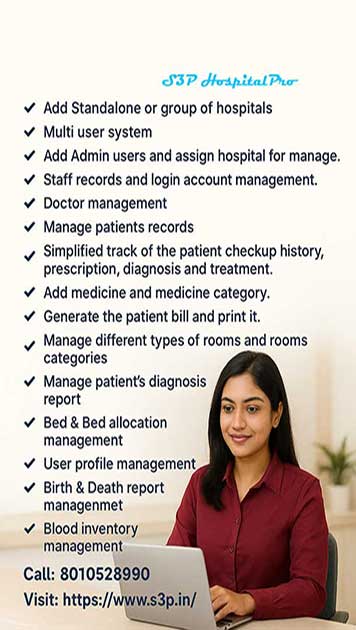 S3P HospitalPro
✔ Add Standalone or group of hospitals
✔ Multi user system
✔ Add Admin users and assign hospital for manage.
✔ Staff records and login account management.
✔ Doctor management
✔ Manage patients records
✔ Simplified track of the patient checkup history,
prescription, diagnosis and treatment.
✔ Add medicine and medicine category.
✔ Generate the patient bill and print it.
✔ Manage different types of rooms and rooms
categories
✔ Manage patient's diagnosis
report
✔ Bed & Bed allocation
management
✔ User profile management
✔ Birth & Death report
managenmet
✔ Blood inventory
management
Call: 8010528990
Visit: https://www.s3p.in/